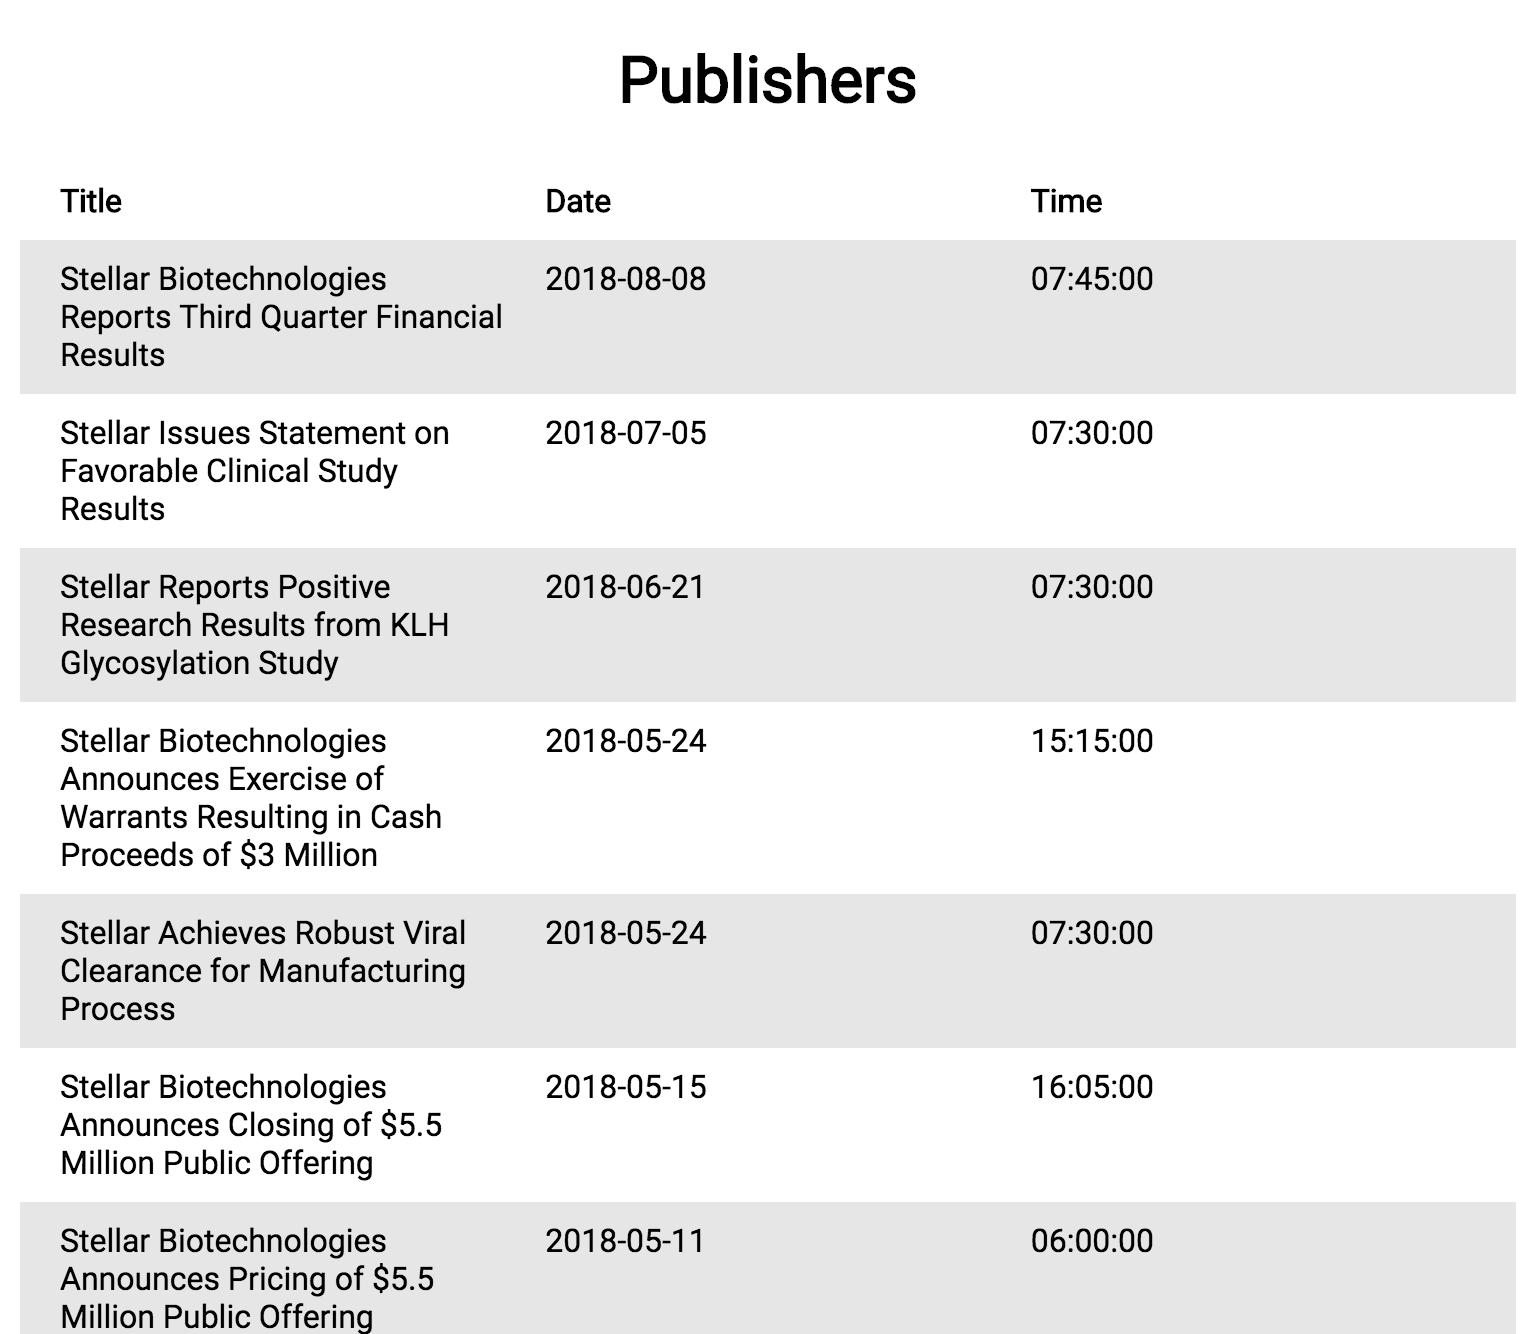 Publishers
Title Date Time
Stellar Biotechnologies 2018-08-08 07:45:00
Reports Third Quarter Financial
Results
Stellar Issues Statement on 2018-07-05 07:30:00
Favorable Clinical Study
Results
Stellar Reports Positive 2018-06-21 07:30:00
Research Results from KLH
Glycosylation Study
Stellar Biotechnologies 2018-05-24 15:15:00
Announces Exercise of
Warrants Resulting in Cash
Proceeds of $3 Million
Stellar Achieves Robust Viral 2018-05-24 07:30:00
Clearance for Manufacturing
Process
Stellar Biotechnologies 2018-05-15 16:05:00
Announces Closing of $5.5
Million Public Offering
Stellar Biotechnologies 2018-05-11 06:00:00
Announces Pricing of $5.5
Million Public Offering